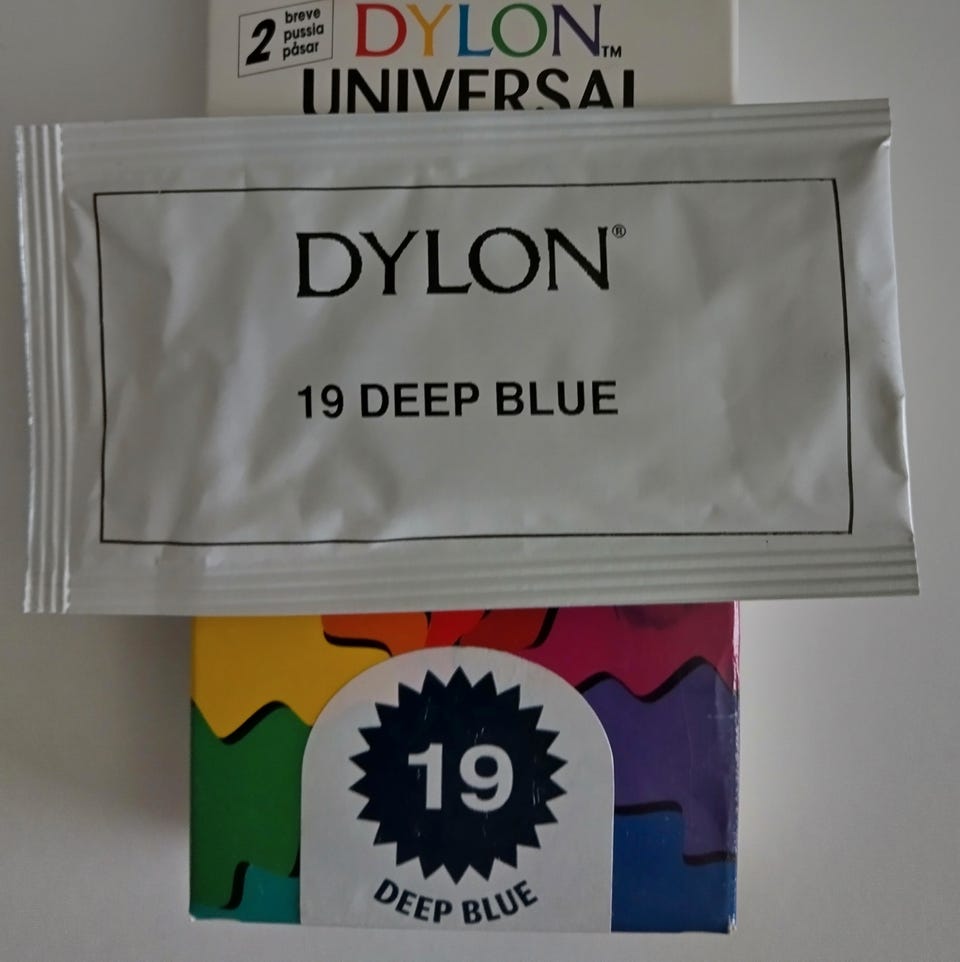 2
breve
pussia
påsar
DYLON™
UNIVERSAL
DYLON®
19 DEEP BLUE
19
DEEP BLUE